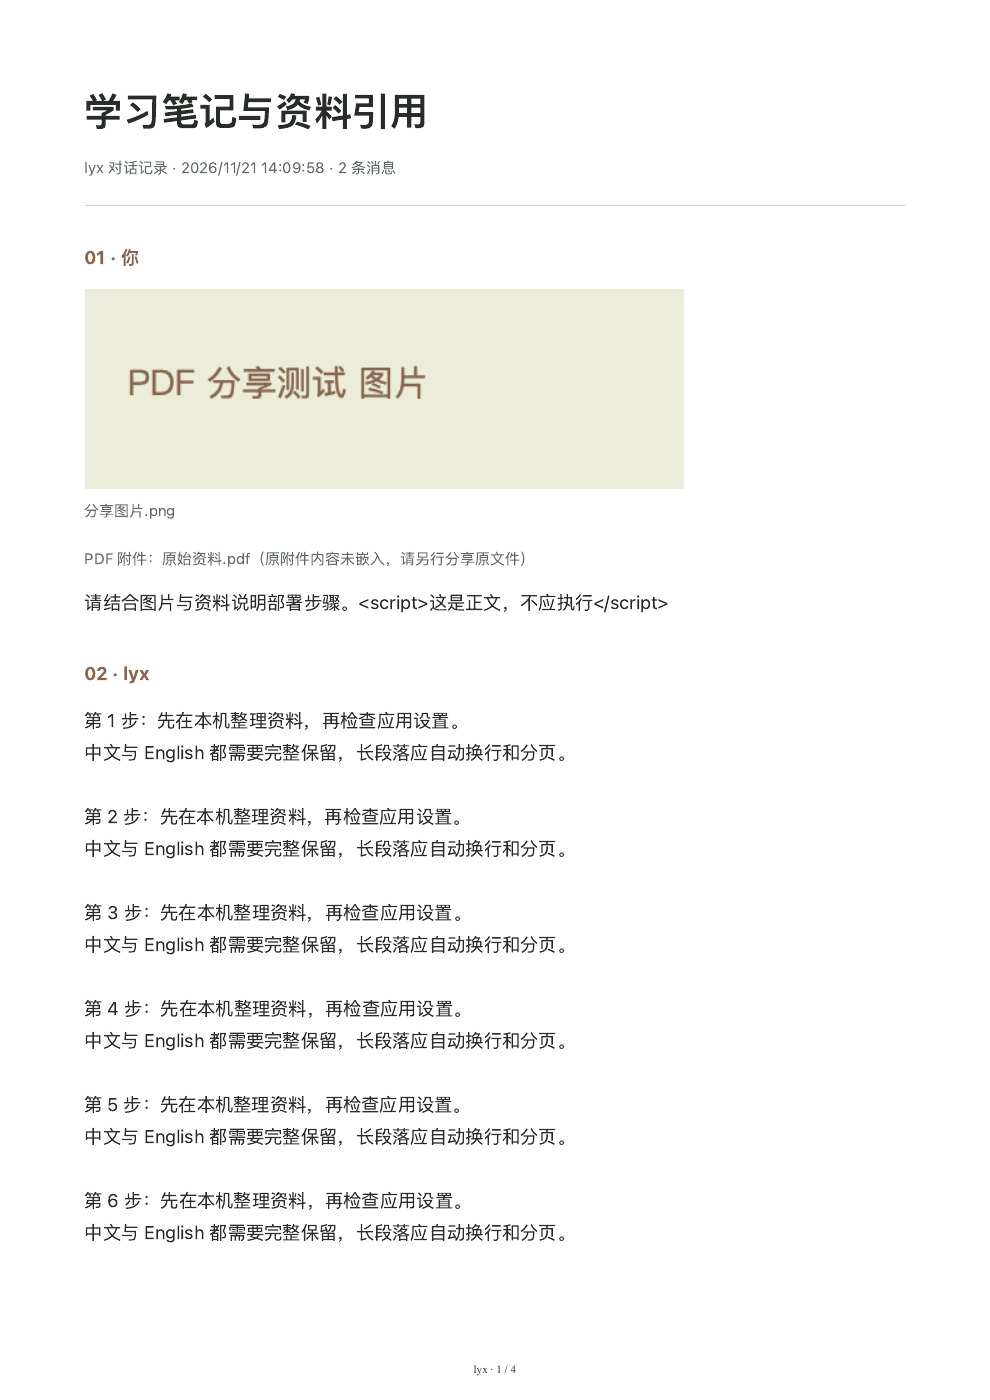 学习笔记与资料引用
lyx 对话记录 · 2026/11/21 14:09:58 · 2 条消息
01 · 你
PDF 分享测试 图片
分享图片.png
PDF 附件：原始资料.pdf（原附件内容未嵌入，请另行分享原文件）
请结合图片与资料说明部署步骤。<script>这是正文，不应执行</script>
02 · lyx
第 1 步：先在本机整理资料，再检查应用设置。
中文与 English 都需要完整保留，长段落应自动换行和分页。
第 2 步：先在本机整理资料，再检查应用设置。
中文与 English 都需要完整保留，长段落应自动换行和分页。
第 3 步：先在本机整理资料，再检查应用设置。
中文与 English 都需要完整保留，长段落应自动换行和分页。
第 4 步：先在本机整理资料，再检查应用设置。
中文与 English 都需要完整保留，长段落应自动换行和分页。
第 5 步：先在本机整理资料，再检查应用设置。
中文与 English 都需要完整保留，长段落应自动换行和分页。
第 6 步：先在本机整理资料，再检查应用设置。
中文与 English 都需要完整保留，长段落应自动换行和分页。
lyx · 1 / 4